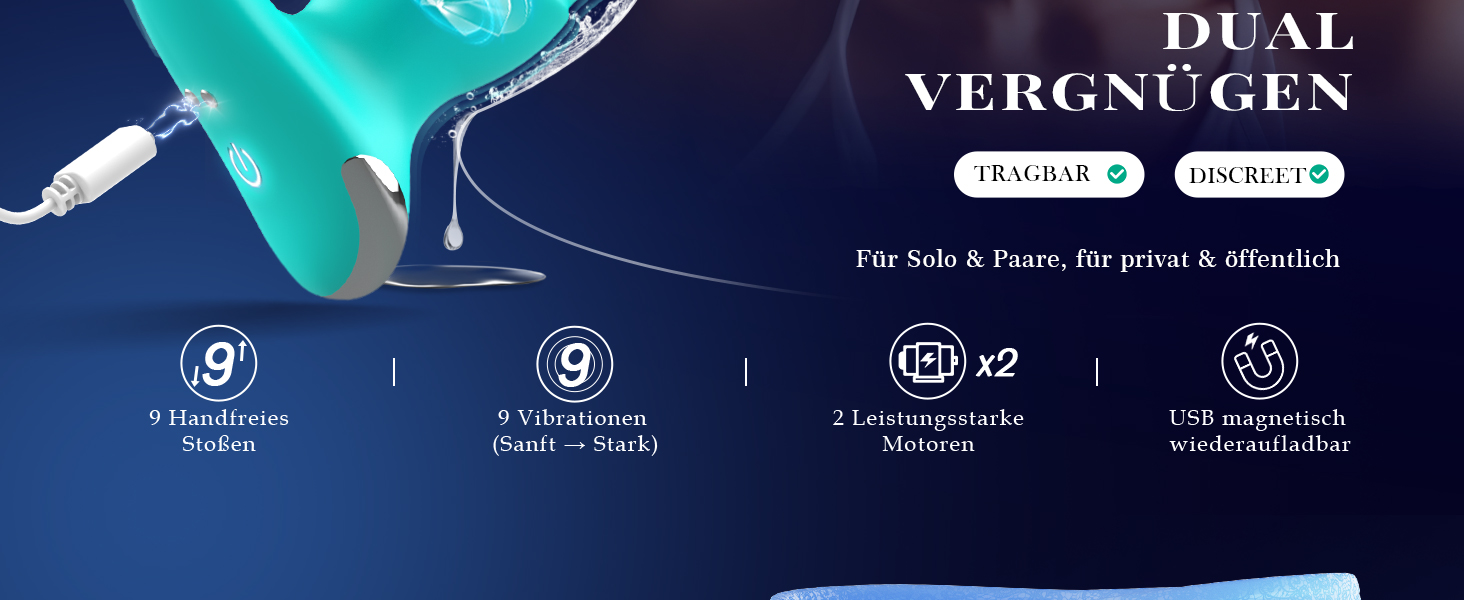 DUAL
VERGNÜGEN
TRAGBAR
DISCREET
Für Solo & Paare, für privat & öffentlich
9
9
x2
9 Handfreies
Stoßen
9 Vibrationen
(Sanft → Stark)
2 Leistungsstarke
Motoren
USB magnetisch
wiederaufladbar